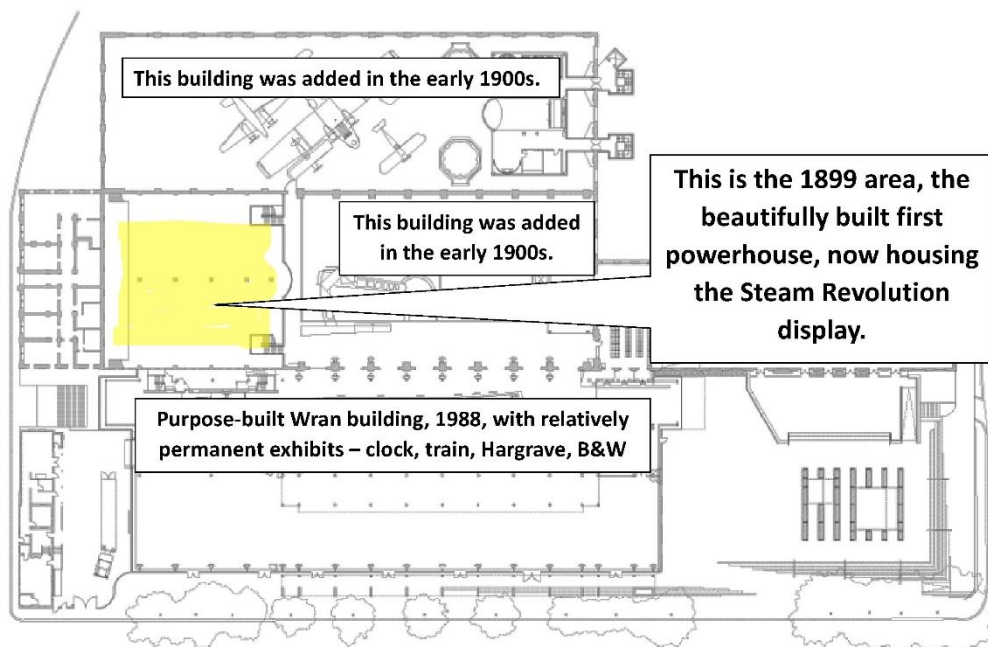 This building was added in the early 1900s.
This is the 1899 area, the
beautifully built first
powerhouse, now housing
the Steam Revolution
display.
This building was added
in the early 1900s.
Purpose-built Wran building, 1988, with relatively
permanent exhibits – clock, train, Hargrave, B&W